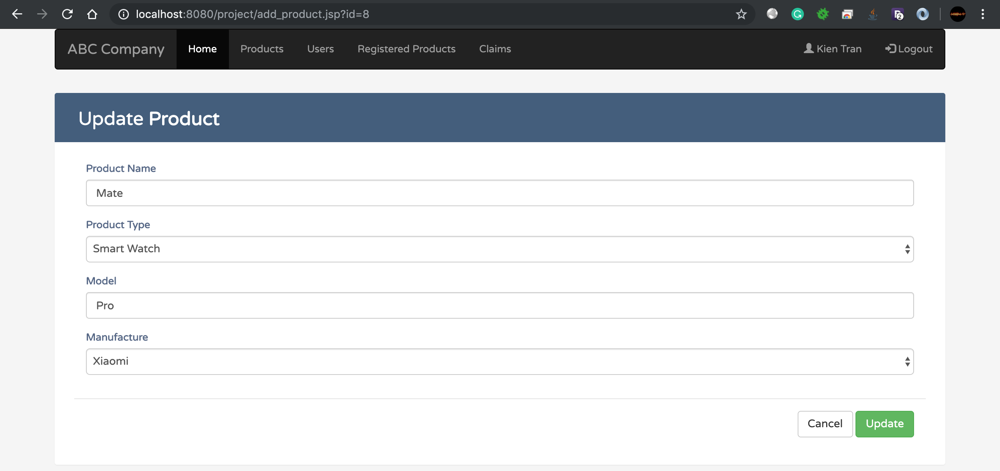 localhost:8080/project/add_product.jsp?id=8
2
ABC Company Home Products Users Registered Products Claims Kien Tran Logout
Update Product
Product Name
Mate
Product Type
Smart Watch
Model
Pro
Manufacture
Xiaomi
Cancel Update